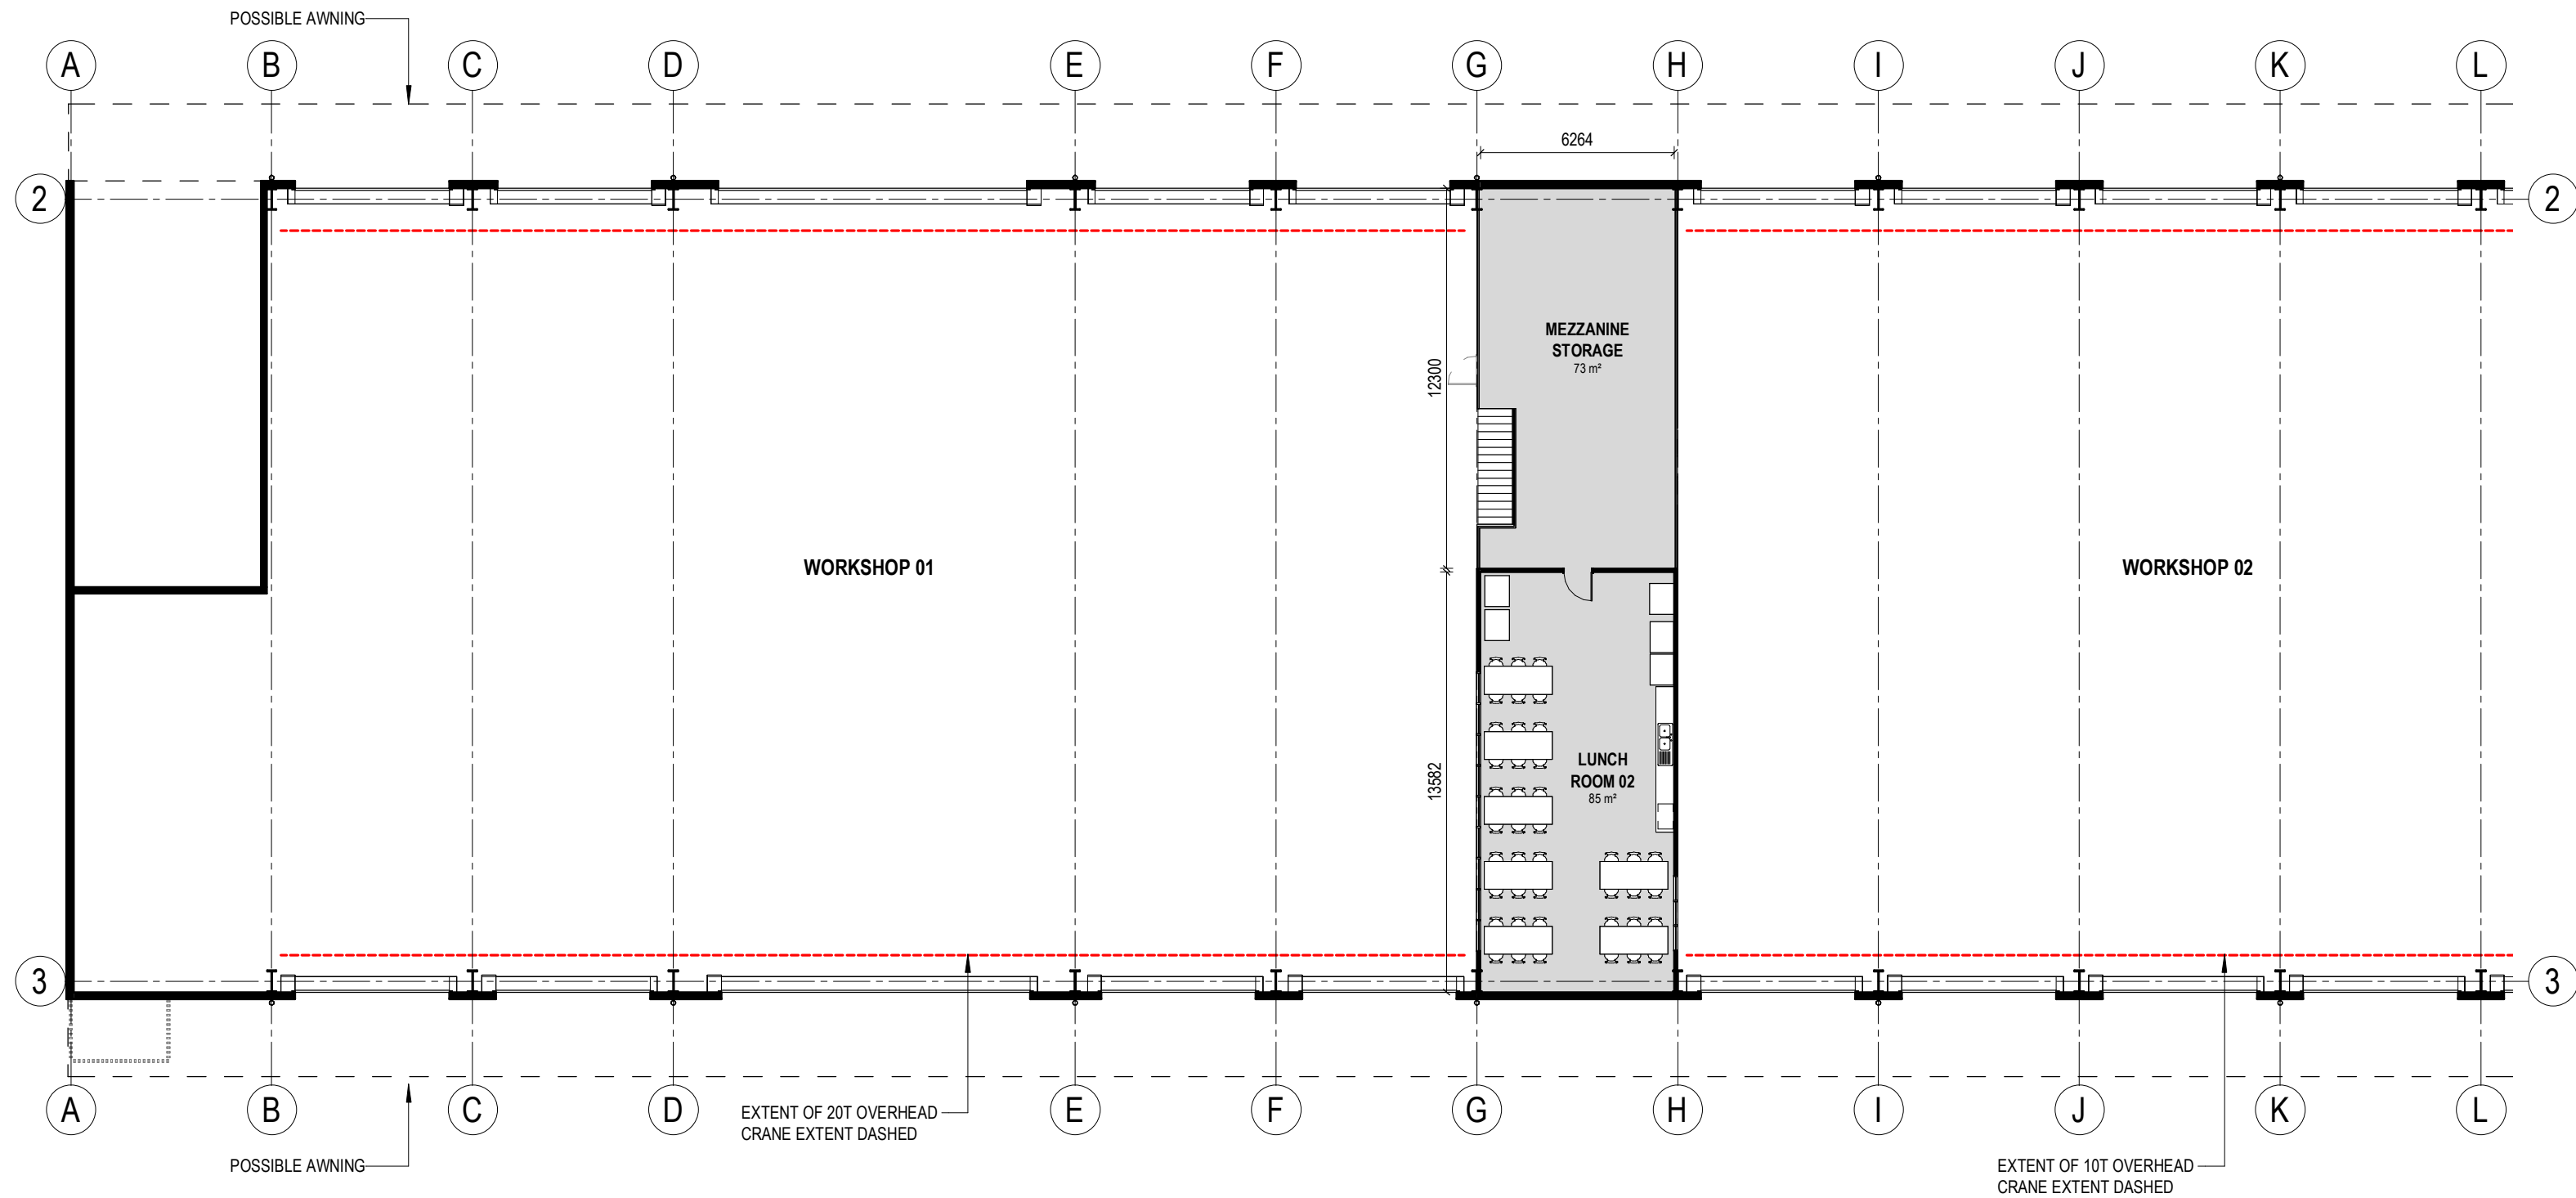 POSSIBLE AWNING
A B C D E F G H I J K L
6264
2 2
MEZZANINE
STORAGE
73 m²
12300
WORKSHOP 01
WORKSHOP 02
LUNCH
ROOM 02
85 m²
13582
3 3
A B C D E F G H I J K L
EXTENT OF 20T OVERHEAD
CRANE EXTENT DASHED
POSSIBLE AWNING
EXTENT OF 10T OVERHEAD
CRANE EXTENT DASHED